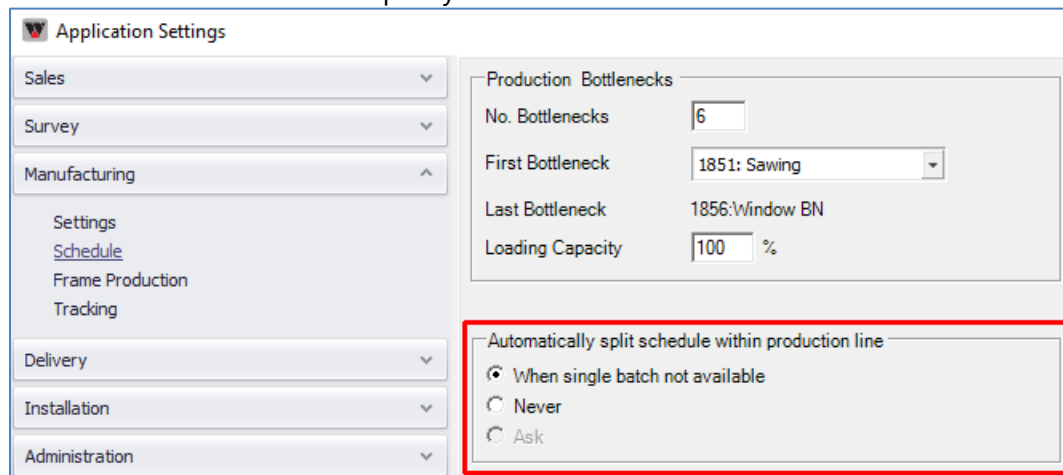 Application Settings
Sales
Survey
Manufacturing
Settings
Schedule
Frame Production
Tracking
Delivery
Installation
Administration
Production Bottlenecks
No. Bottlenecks 6
First Bottleneck 1851: Sawing
Last Bottleneck 1856:Window BN
Loading Capacity 100 %
Automatically split schedule within production line
When single batch not available
Never
Ask